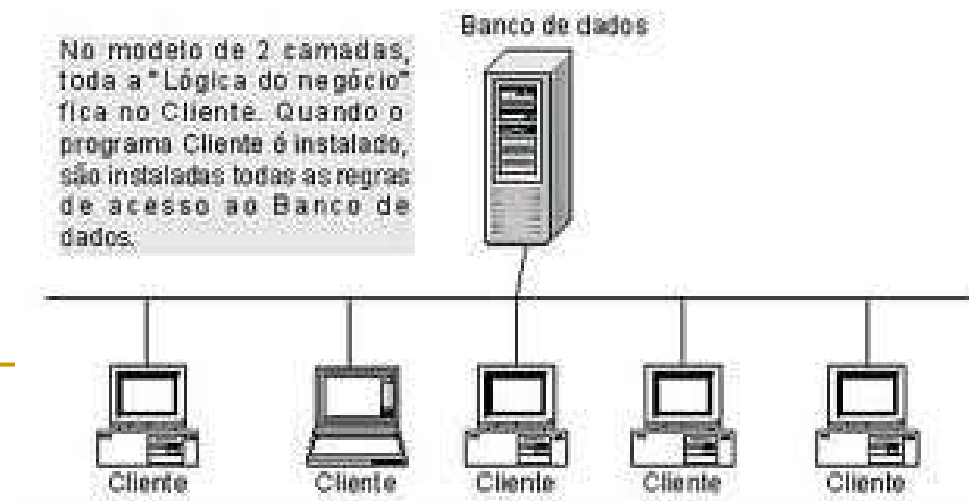 Banco de dados
No modelo de 2 camadas,
toda a "Lógica do negócio"
fica no Cliente. Quando o
programa Cliente é instalado,
são instaladas todas as regras
de acesso ao Banco de
dados.
Cliente
Cliente
Cliente
Cliente
Cliente